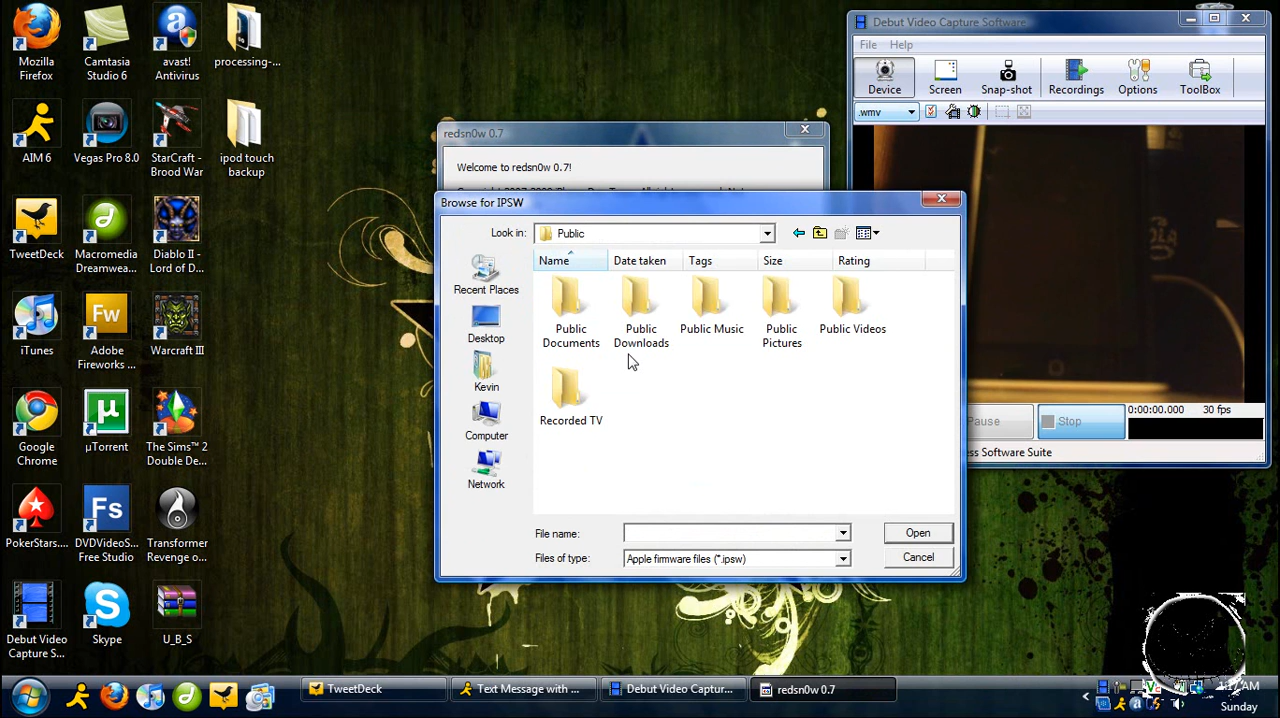 Mozilla
Firefox
Camtasia
Studio 6
avast!
Antivirus
processing-...
AIM 6
Vegas Pro 8.0
StarCraft -
Brood War
ipod touch
backup
TweetDeck
Macromedia
Dreamwea...
Diablo II -
Lord of D...
iTunes
Fw
Adobe
Fireworks ...
Warcraft III
Google
Chrome
µ
µTorrent
The Sims™ 2
Double De...
PokerStars....
Fs
DVDVideoS...
Free Studio
Transformer
Revenge o...
Debut Video
Capture S...
Skype
U_B_S
Debut Video Capture Software
File Help
Device
Screen
Snap-shot
Recordings
Options
ToolBox
.wmv
Pause
Stop
0:00:00.000
30 fps
ess Software Suite
redsn0w 0.7
Welcome to redsn0w 0.7!
Browse for IPSW
Look in:
Public
Name
Date taken
Tags
Size
Rating
Recent Places
Desktop
Kevin
Computer
Network
Public
Documents
Public
Downloads
Public Music
Public
Pictures
Public Videos
Recorded TV
File name:
Open
Files of type:
Apple firmware files (*.ipsw)
Cancel
TweetDeck
Text Message with ...
Debut Video Captur...
redsn0w 0.7
AM
Sunday